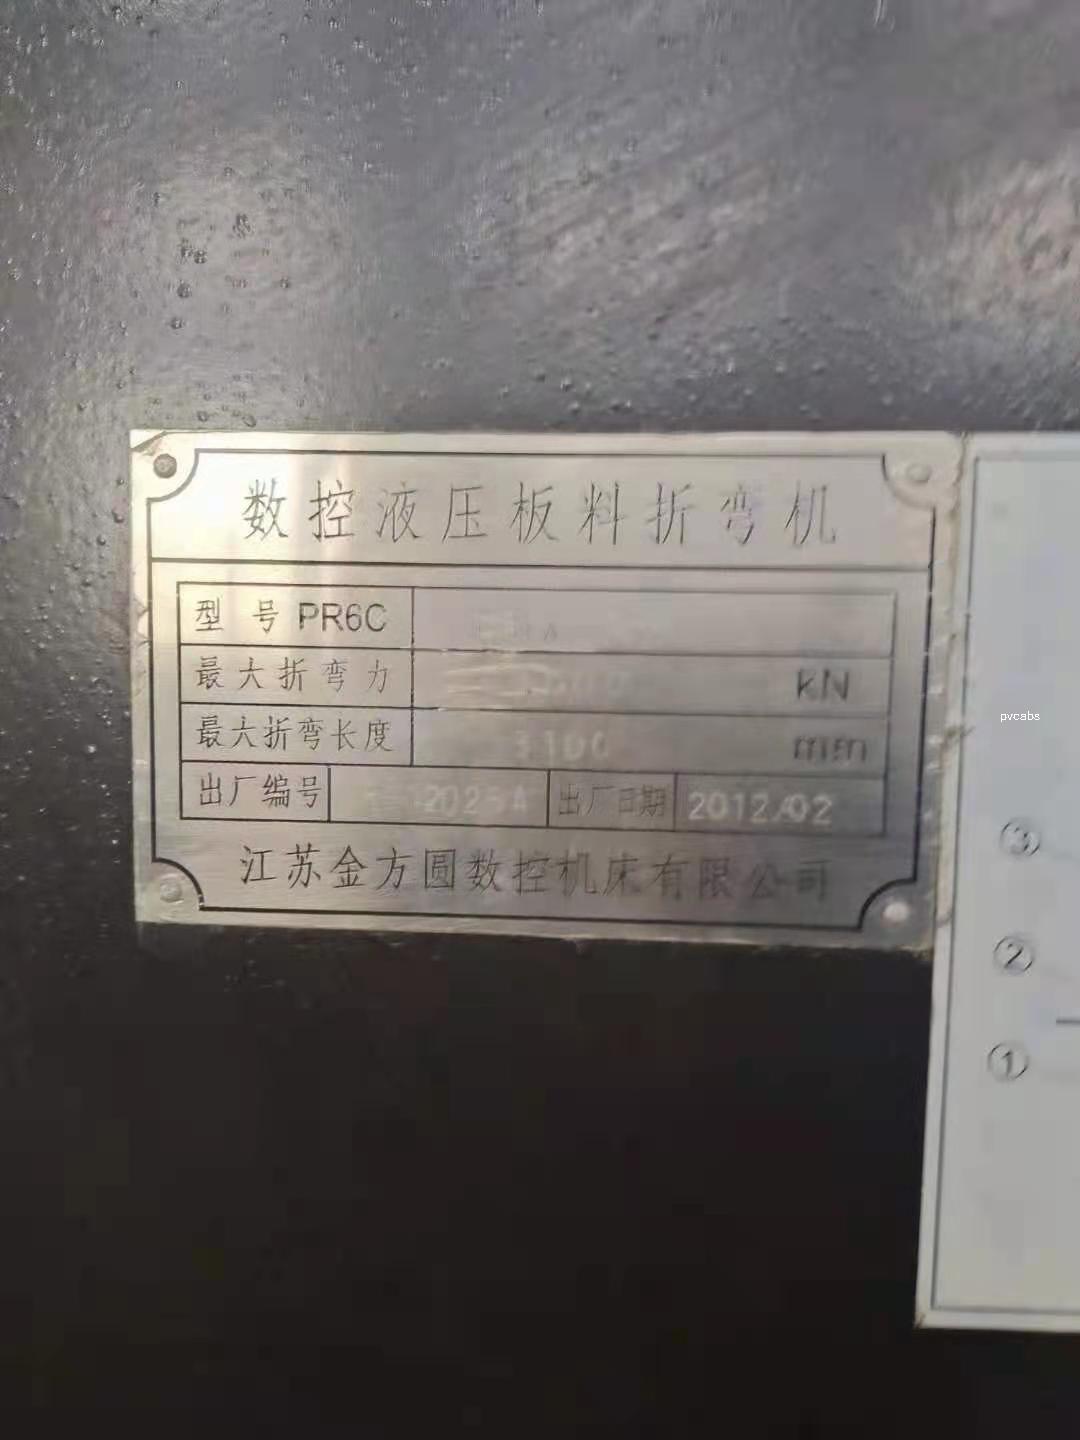 数控液压板料折弯机
型号 PR6C
最大折弯力 kN
最大折弯长度 3100 mm
出厂编号 出厂日期 2012/02
江苏金方圆数控机床有限公司
pvcabs
③
②
①